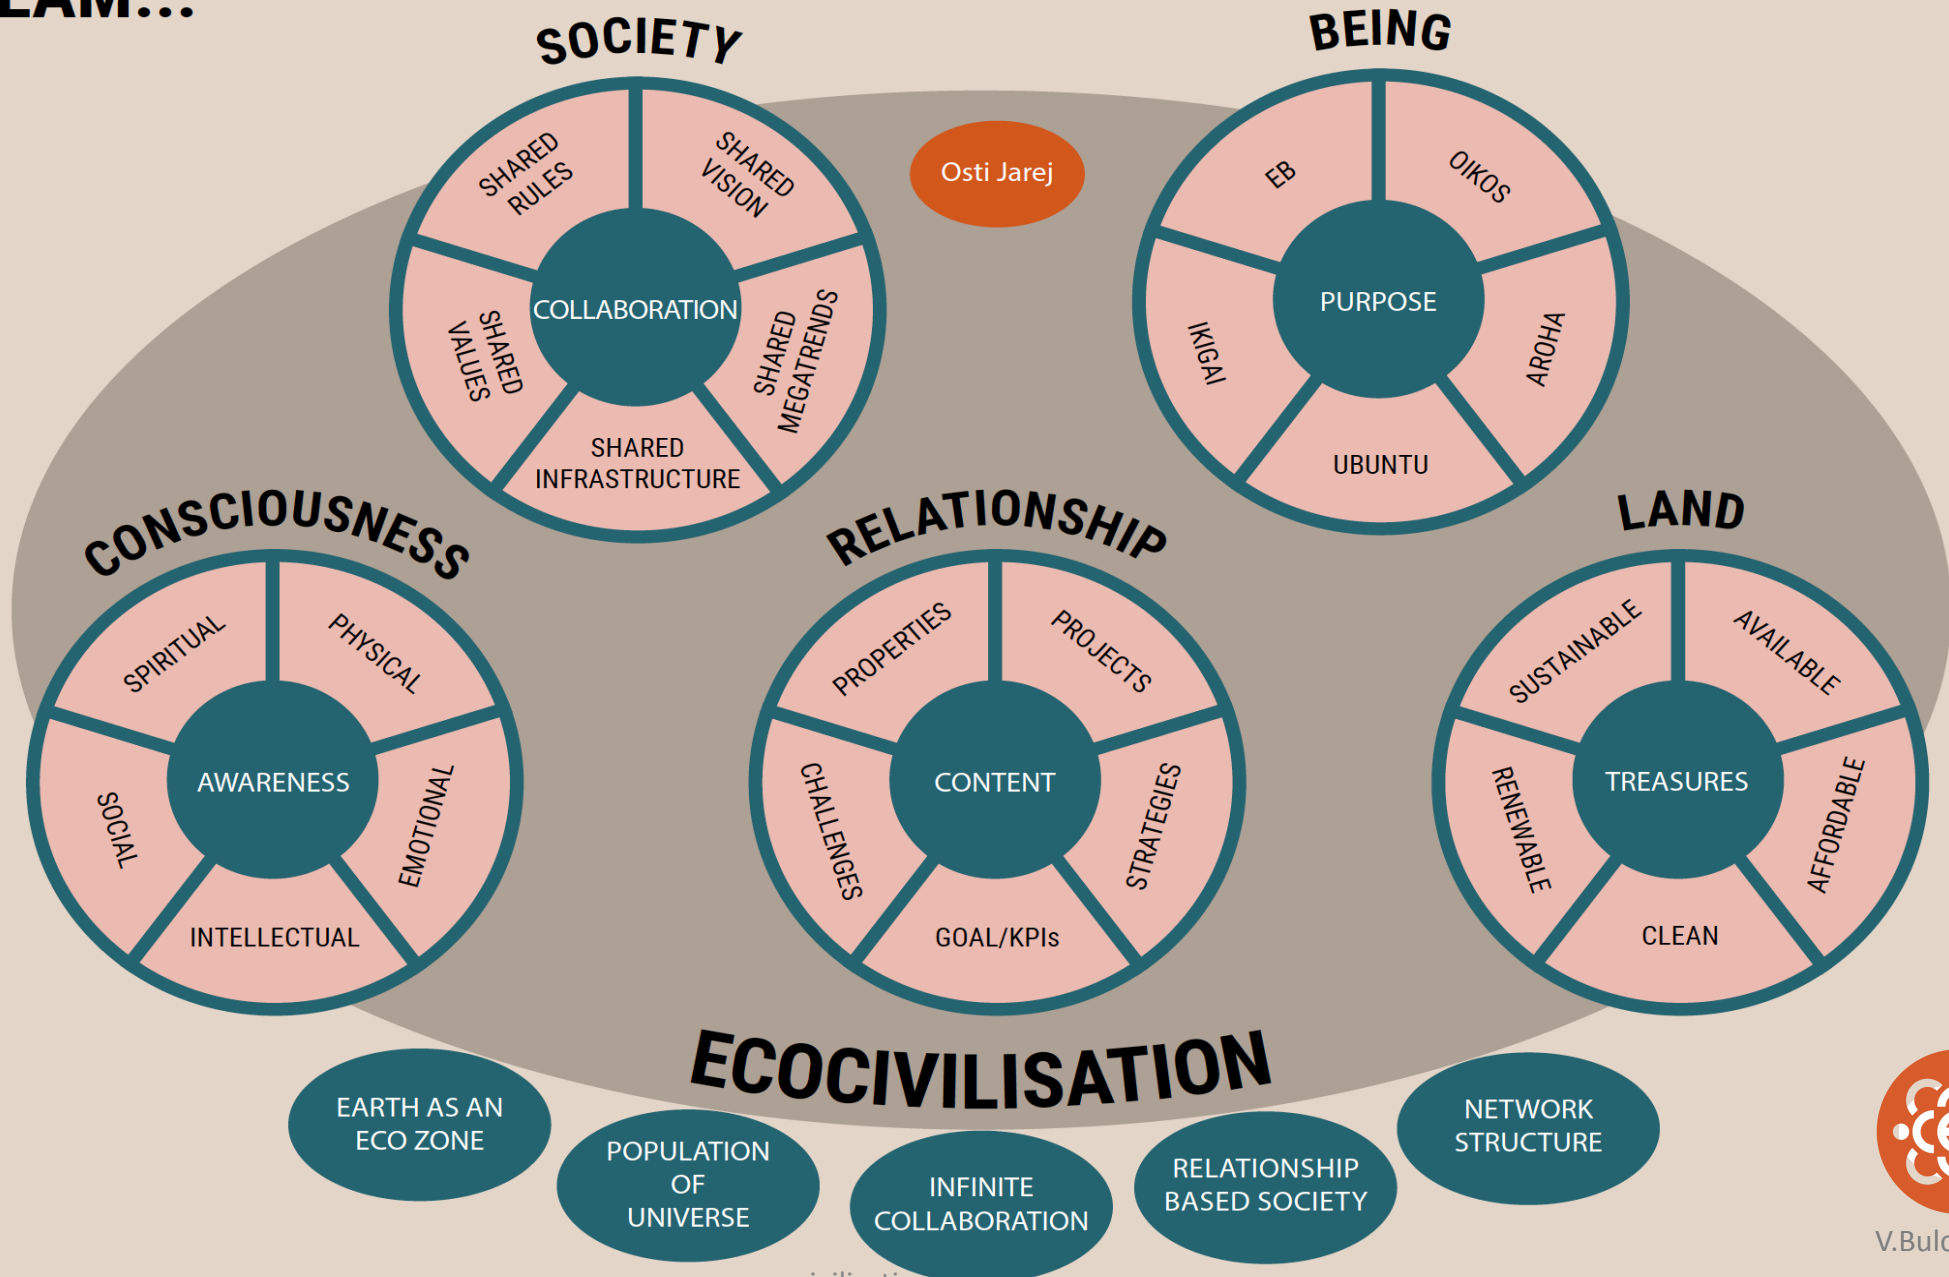 SOCIETY
BEING
Osti Jarej
SHARED
RULES
SHARED
VISION
SHARED
VALUES
COLLABORATION
SHARED
MEGATRENDS
SHARED
INFRASTRUCTURE
EB
OIKOS
IKIGAI
PURPOSE
AROHA
UBUNTU
CONSCIOUSNESS
RELATIONSHIP
LAND
SPIRITUAL
PHYSICAL
SOCIAL
AWARENESS
EMOTIONAL
INTELLECTUAL
PROPERTIES
PROJECTS
CHALLENGES
CONTENT
STRATEGIES
GOAL/KPIs
SUSTAINABLE
AVAILABLE
RENEWABLE
TREASURES
AFFORDABLE
CLEAN
ECOCIVILISATION
EARTH AS AN
ECO ZONE
POPULATION
OF
UNIVERSE
INFINITE
COLLABORATION
RELATIONSHIP
BASED SOCIETY
NETWORK
STRUCTURE